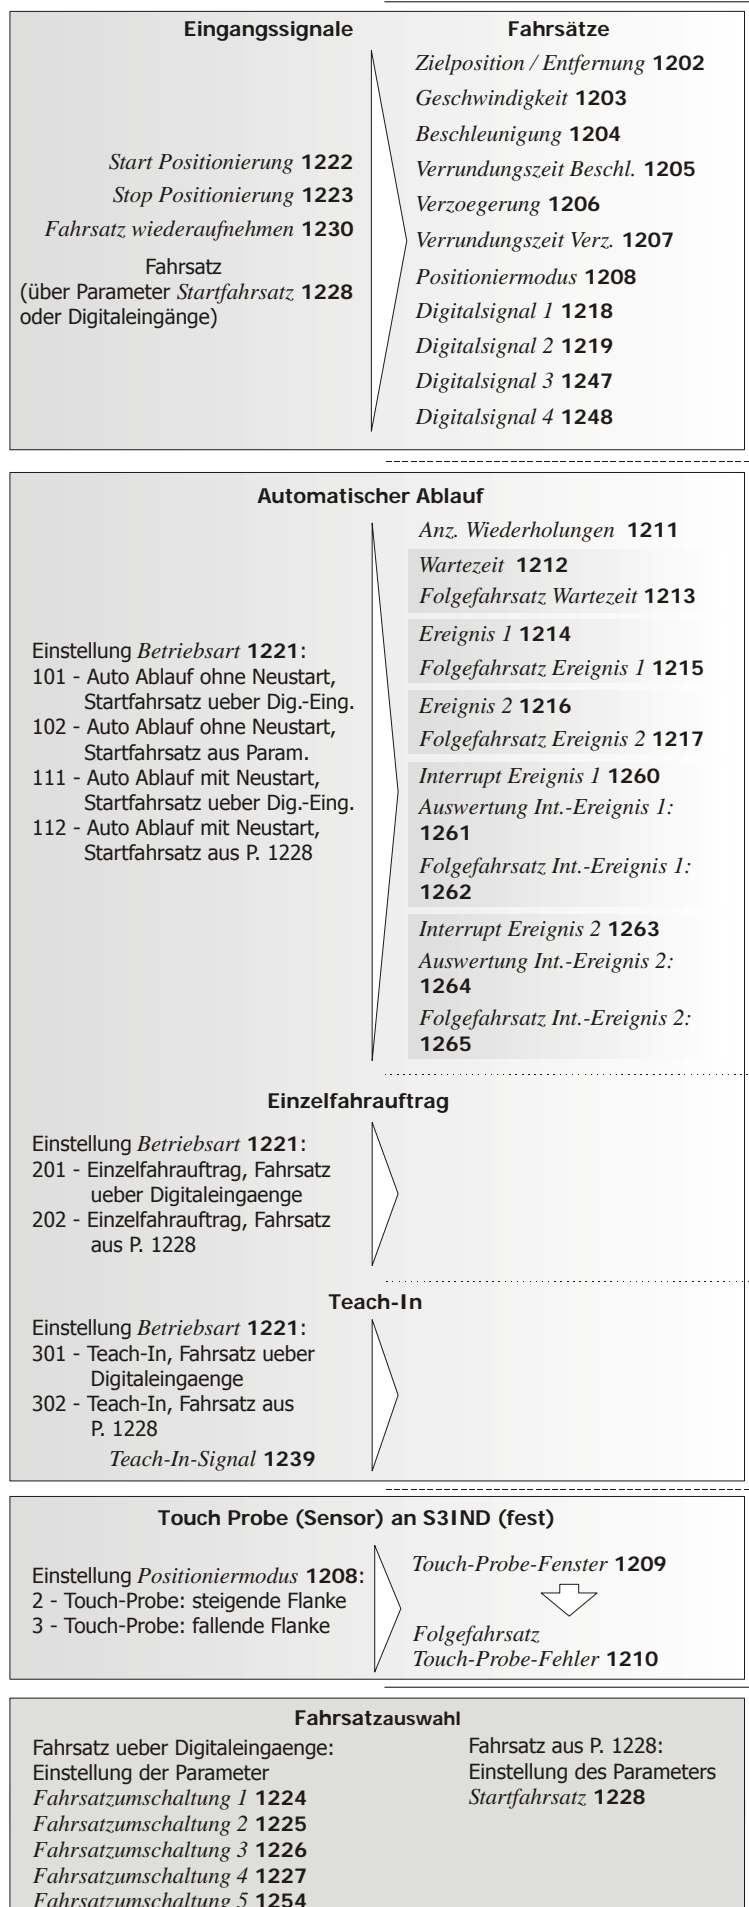 Eingangssignale
Start Positionierung 1222
Stop Positionierung 1223
Fahrsatz wiederaufnehmen 1230
Fahrsatz
(über Parameter Startfahrsatz 1228
oder Digitaleingänge)
Fahrsätze
Zielposition / Entfernung 1202
Geschwindigkeit 1203
Beschleunigung 1204
Verrundungszeit Beschl. 1205
Verzoegerung 1206
Verrundungszeit Verz. 1207
Positioniermodus 1208
Digitalsignal 1 1218
Digitalsignal 2 1219
Digitalsignal 3 1247
Digitalsignal 4 1248
Automatischer Ablauf
Einstellung Betriebsart 1221:
101 - Auto Ablauf ohne Neustart,
Startfahrsatz ueber Dig.-Eing.
102 - Auto Ablauf ohne Neustart,
Startfahrsatz aus Param.
111 - Auto Ablauf mit Neustart,
Startfahrsatz ueber Dig.-Eing.
112 - Auto Ablauf mit Neustart,
Startfahrsatz aus P. 1228
Anz. Wiederholungen 1211
Wartezeit 1212
Folgefahrsatz Wartezeit 1213
Ereignis 1 1214
Folgefahrsatz Ereignis 1 1215
Ereignis 2 1216
Folgefahrsatz Ereignis 2 1217
Interrupt Ereignis 1 1260
Auswertung Int.-Ereignis 1:
1261
Folgefahrsatz Int.-Ereignis 1:
1262
Interrupt Ereignis 2 1263
Auswertung Int.-Ereignis 2:
1264
Folgefahrsatz Int.-Ereignis 2:
1265
Einzelfahrauftrag
Einstellung Betriebsart 1221:
201 - Einzelfahrauftrag, Fahrsatz
ueber Digitaleingaenge
202 - Einzelfahrauftrag, Fahrsatz
aus P. 1228
Teach-In
Einstellung Betriebsart 1221:
301 - Teach-In, Fahrsatz ueber
Digitaleingaenge
302 - Teach-In, Fahrsatz aus
P. 1228
Teach-In-Signal 1239
Touch Probe (Sensor) an S3IND (fest)
Einstellung Positioniermodus 1208:
2 - Touch-Probe: steigende Flanke
3 - Touch-Probe: fallende Flanke
Touch-Probe-Fenster 1209
Folgefahrsatz
Touch-Probe-Fehler 1210
Fahrsatzauswahl
Fahrsatz ueber Digitaleingaenge:
Einstellung der Parameter
Fahrsatzumschaltung 1 1224
Fahrsatzumschaltung 2 1225
Fahrsatzumschaltung 3 1226
Fahrsatzumschaltung 4 1227
Fahrsatzumschaltung 5 1254
Fahrsatz aus P. 1228:
Einstellung des Parameters
Startfahrsatz 1228